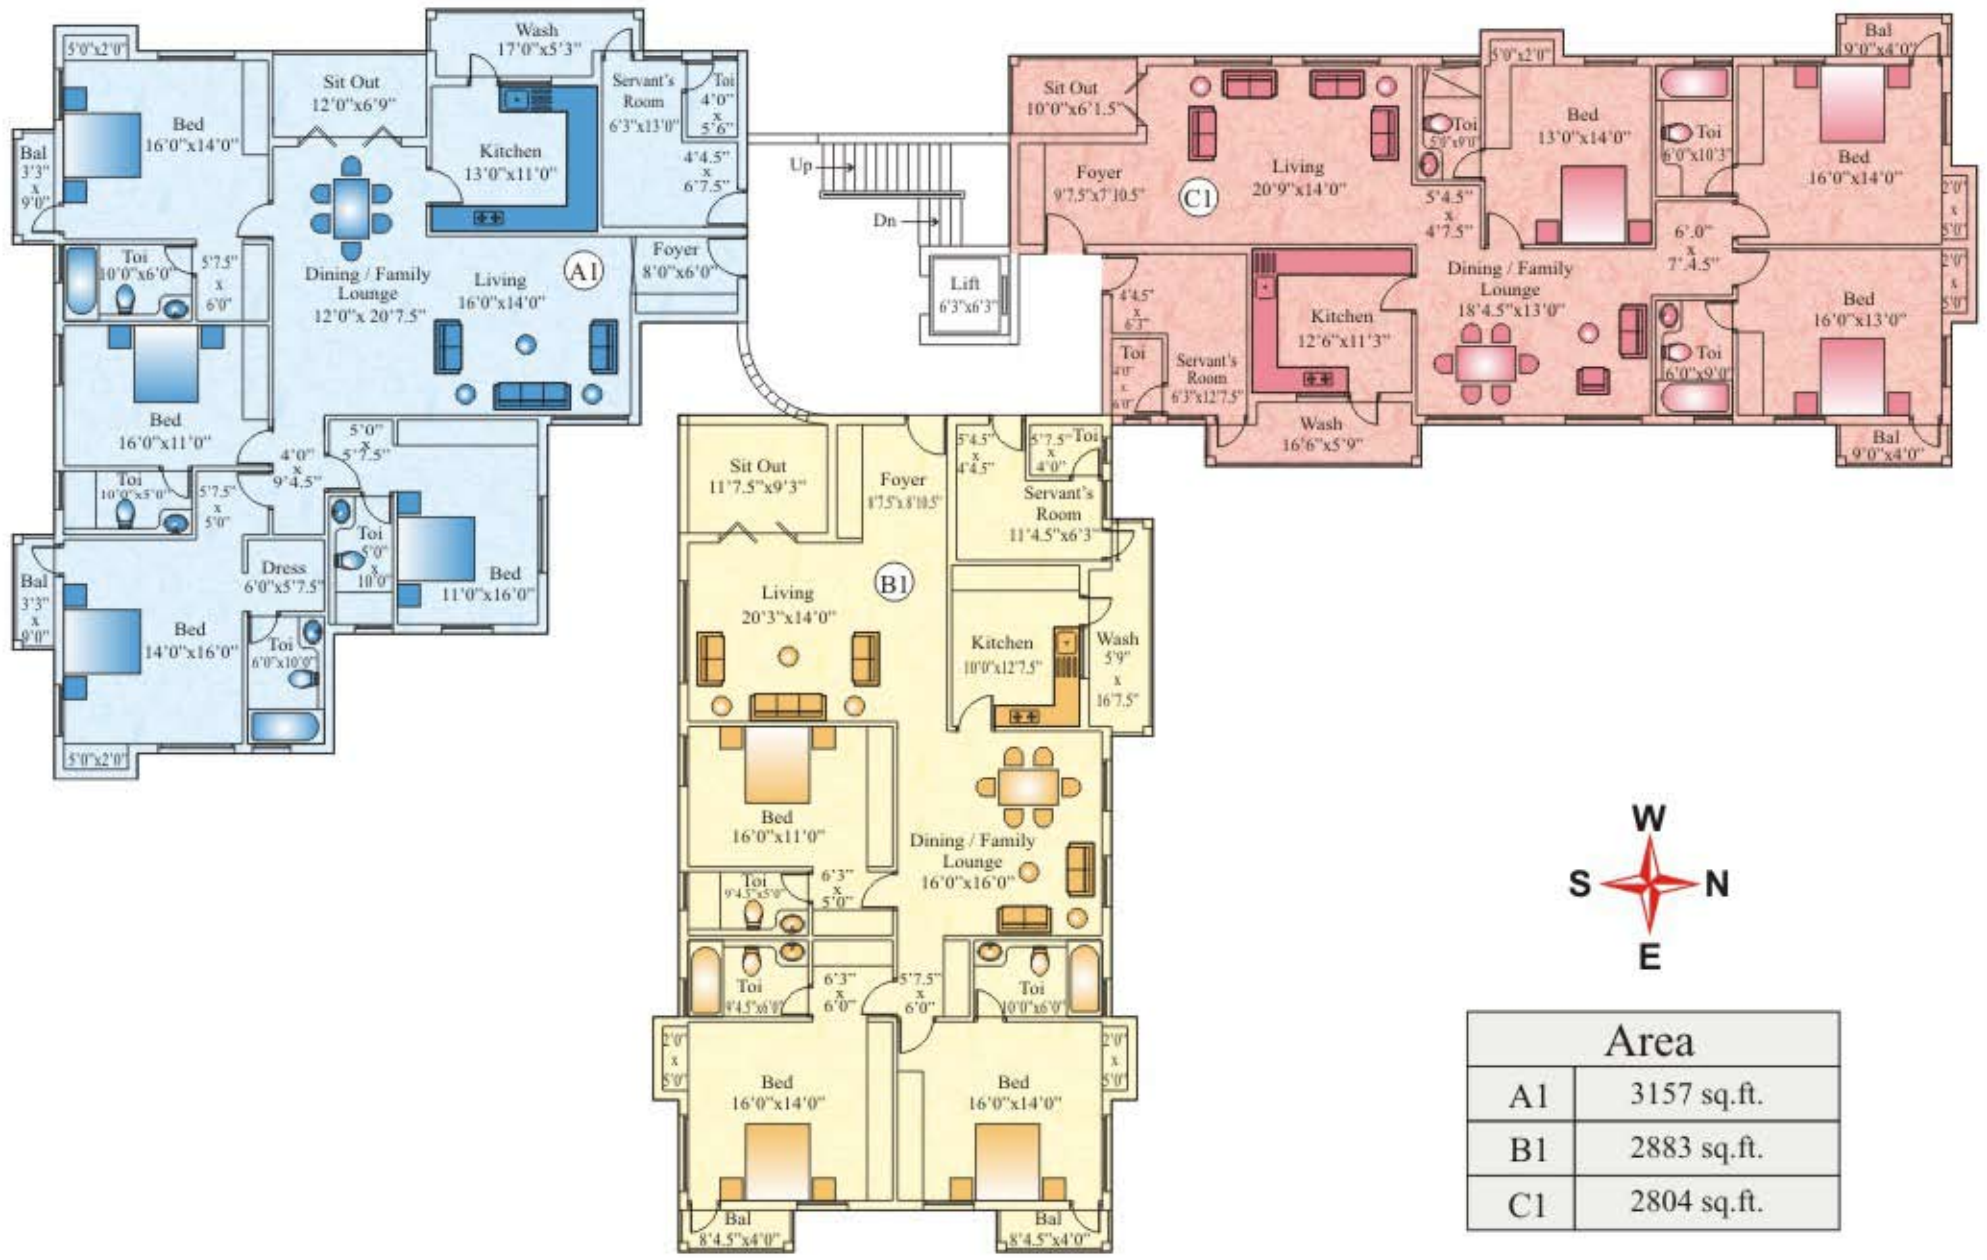 5'0"x2'0"
Wash
17'0"x5'3"
Sit Out
12'0"x6'9"
Servant's
Room
6'3"x13'0"
Toi
4'0"
x
5'6"
Bed
16'0"x14'0"
Kitchen
13'0"x11'0"
4'4.5"
x
6'7.5"
Bal
3'3"
x
9'0"
Toi
10'0"x6'0"
5'7.5"
x
6'0"
Dining / Family
Lounge
12'0"x 20'7.5"
Living
16'0"x14'0"
A1
Foyer
8'0"x6'0"
Bed
16'0"x11'0"
Toi
10'0"x5'0"
5'7.5"
x
5'0"
4'0"
x
9'4.5"
5'0"
x
5'7.5"
Bal
3'3"
x
9'0"
Dress
6'0"x5'7.5"
Toi
5'0"
x
10'0"
Bed
11'0"x16'0"
Bed
14'0"x16'0"
Toi
6'0"x10'0"
5'0"x2'0"
Up
Dn
Lift
6'3"x6'3"
Sit Out
10'0"x6'1.5"
Foyer
9'7.5"x7'10.5"
C1
Living
20'9"x14'0"
Toi
5'0"x9'0"
5'0"x2'0"
Bed
13'0"x14'0"
Toi
6'0"x10'3"
Bal
9'0"x4'0"
Bed
16'0"x14'0"
2'0"
x
5'0"
5'4.5"
x
4'7.5"
6'.0"
x
7'.4.5"
4'4.5"
x
6'3"
Toi
4'0"
x
6'0"
Servant's
Room
6'3"x12'7.5"
Kitchen
12'6"x11'3"
Dining / Family
Lounge
18'4.5"x13'0"
Toi
6'0"x9'0"
Bed
16'0"x13'0"
2'0"
x
5'0"
Wash
16'6"x5'9"
Bal
9'0"x4'0"
Sit Out
11'7.5"x9'3"
Foyer
8'7.5"x 8'10.5"
5'4.5"
x
4'4.5"
5'7.5"
x
4'0"
Toi
Servant's
Room
11'4.5"x6'3"
B1
Living
20'3"x14'0"
Kitchen
10'0"x12'7.5"
Wash
5'9"
x
16'7.5"
Bed
16'0"x11'0"
Dining / Family
Lounge
16'0"x16'0"
Toi
9'4.5"x5'0"
6'3"
x
5'0"
Toi
9'4.5"x6'0"
6'3"
x
6'0"
5'7.5"
x
6'0"
Toi
10'0"x6'0"
2'0"
x
5'0"
Bed
16'0"x14'0"
Bed
16'0"x14'0"
2'0"
x
5'0"
Bal
8'4.5"x4'0"
Bal
8'4.5"x4'0"
W
S N
E
Area
A1 3157 sq.ft.
B1 2883 sq.ft.
C1 2804 sq.ft.